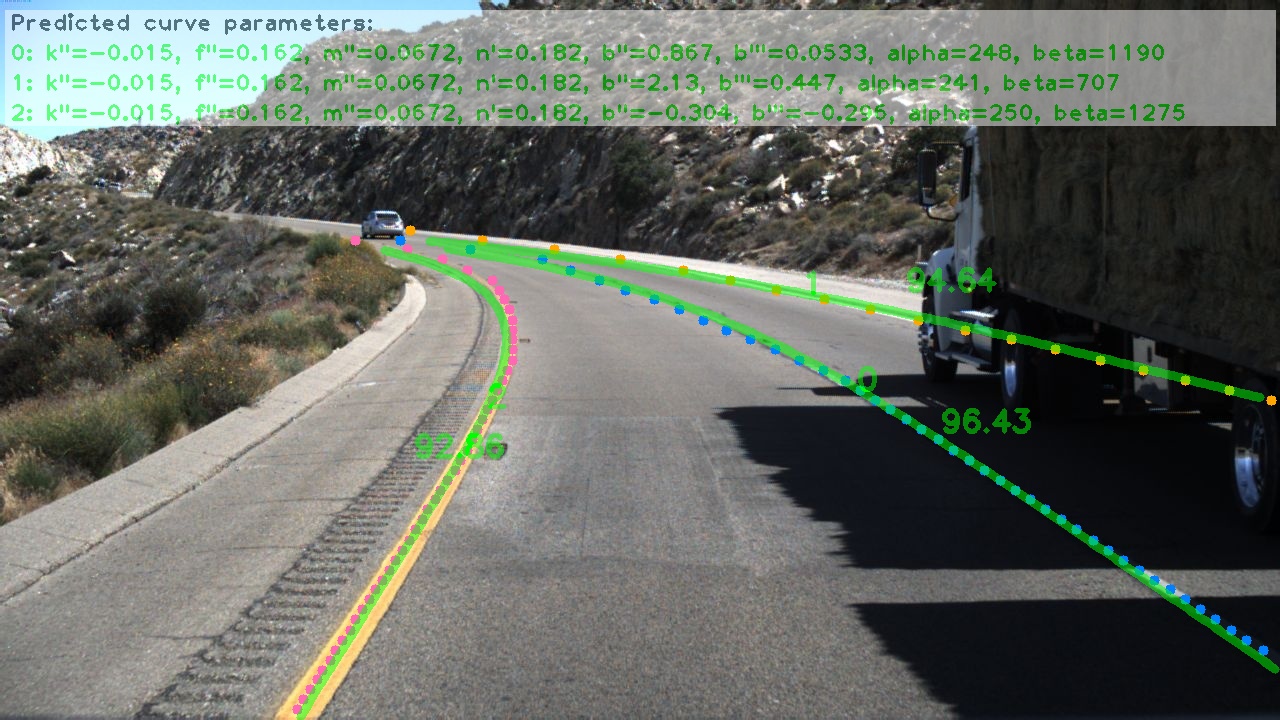 Predicted curve parameters:
0: k''=-0.015, f''=0.162, m''=0.0672, n'=0.182, b''=0.867, b'''=0.0533, alpha=248, beta=1190
1: k''=-0.015, f''=0.162, m''=0.0672, n'=0.182, b''=2.13, b'''=0.447, alpha=241, beta=707
2: k''=-0.015, f''=0.162, m''=0.0672, n'=0.182, b''=-0.304, b'''=-0.296, alpha=250, beta=1275
1 94.64
0
96.43
92.86